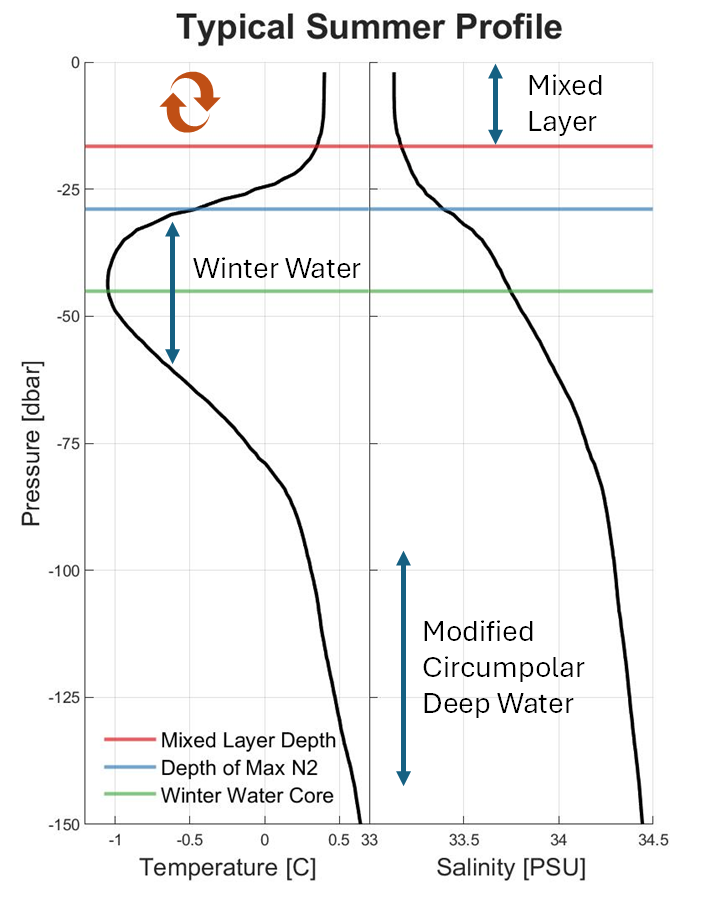 Typical Summer Profile
0
-25
-50
-75
-100
-125
-150
Pressure [dbar]
Mixed
Layer
Winter Water
Modified
Circumpolar
Deep Water
Mixed Layer Depth
Depth of Max N2
Winter Water Core
-1 -0.5 0 0.5 33 33.5 34 34.5
Temperature [C] Salinity [PSU]